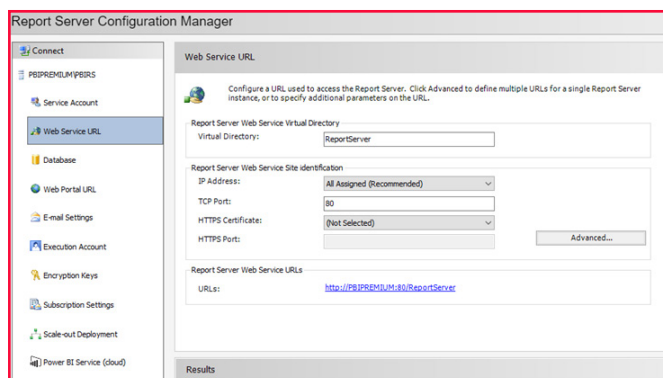 Report Server Configuration Manager
Connect
PBIPREMIUM\PBIRS
Service Account
Web Service URL
Database
Web Portal URL
E-mail Settings
Execution Account
Encryption Keys
Subscription Settings
Scale-out Deployment
Power BI Service (cloud)
Web Service URL
Configure a URL used to access the Report Server. Click Advanced to define multiple URLs for a single Report Server
instance, or to specify additional parameters on the URL.
Report Server Web Service Virtual Directory
Virtual Directory: ReportServer
Report Server Web Service Site identification
IP Address: All Assigned (Recommended)
TCP Port: 80
HTTPS Certificate: (Not Selected)
HTTPS Port:
Advanced...
Report Server Web Service URLs
URLs: http://PBIPREMIUM:80/ReportServer
Results